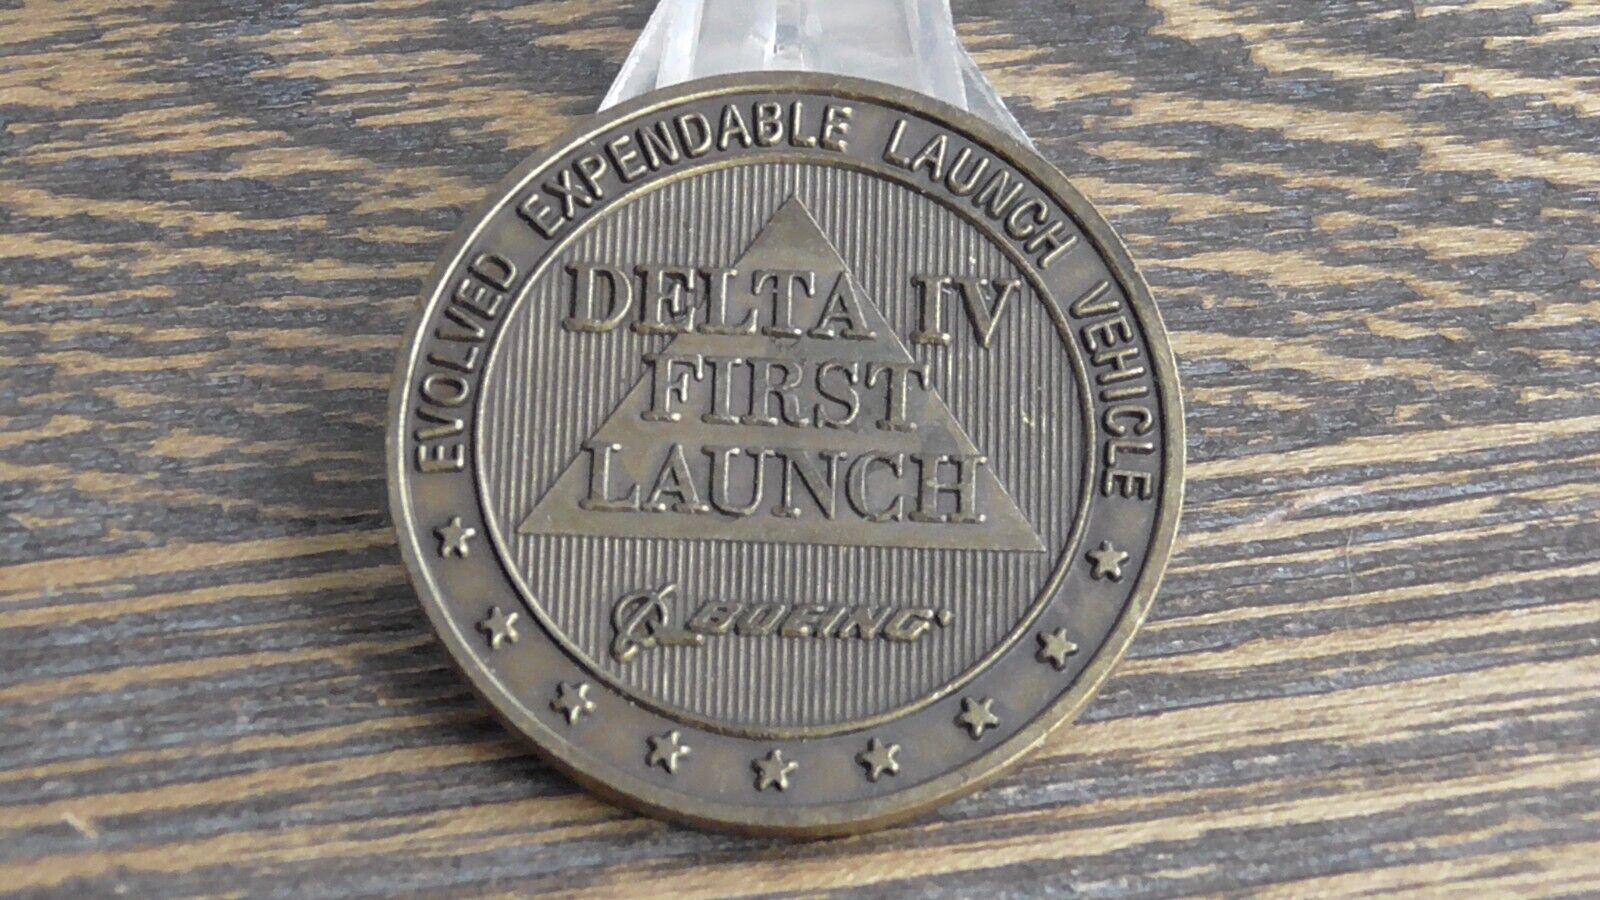 EVOLVED EXPENDABLE LAUNCH VEHICLE
DELTA IV
FIRST
LAUNCH
BOEING